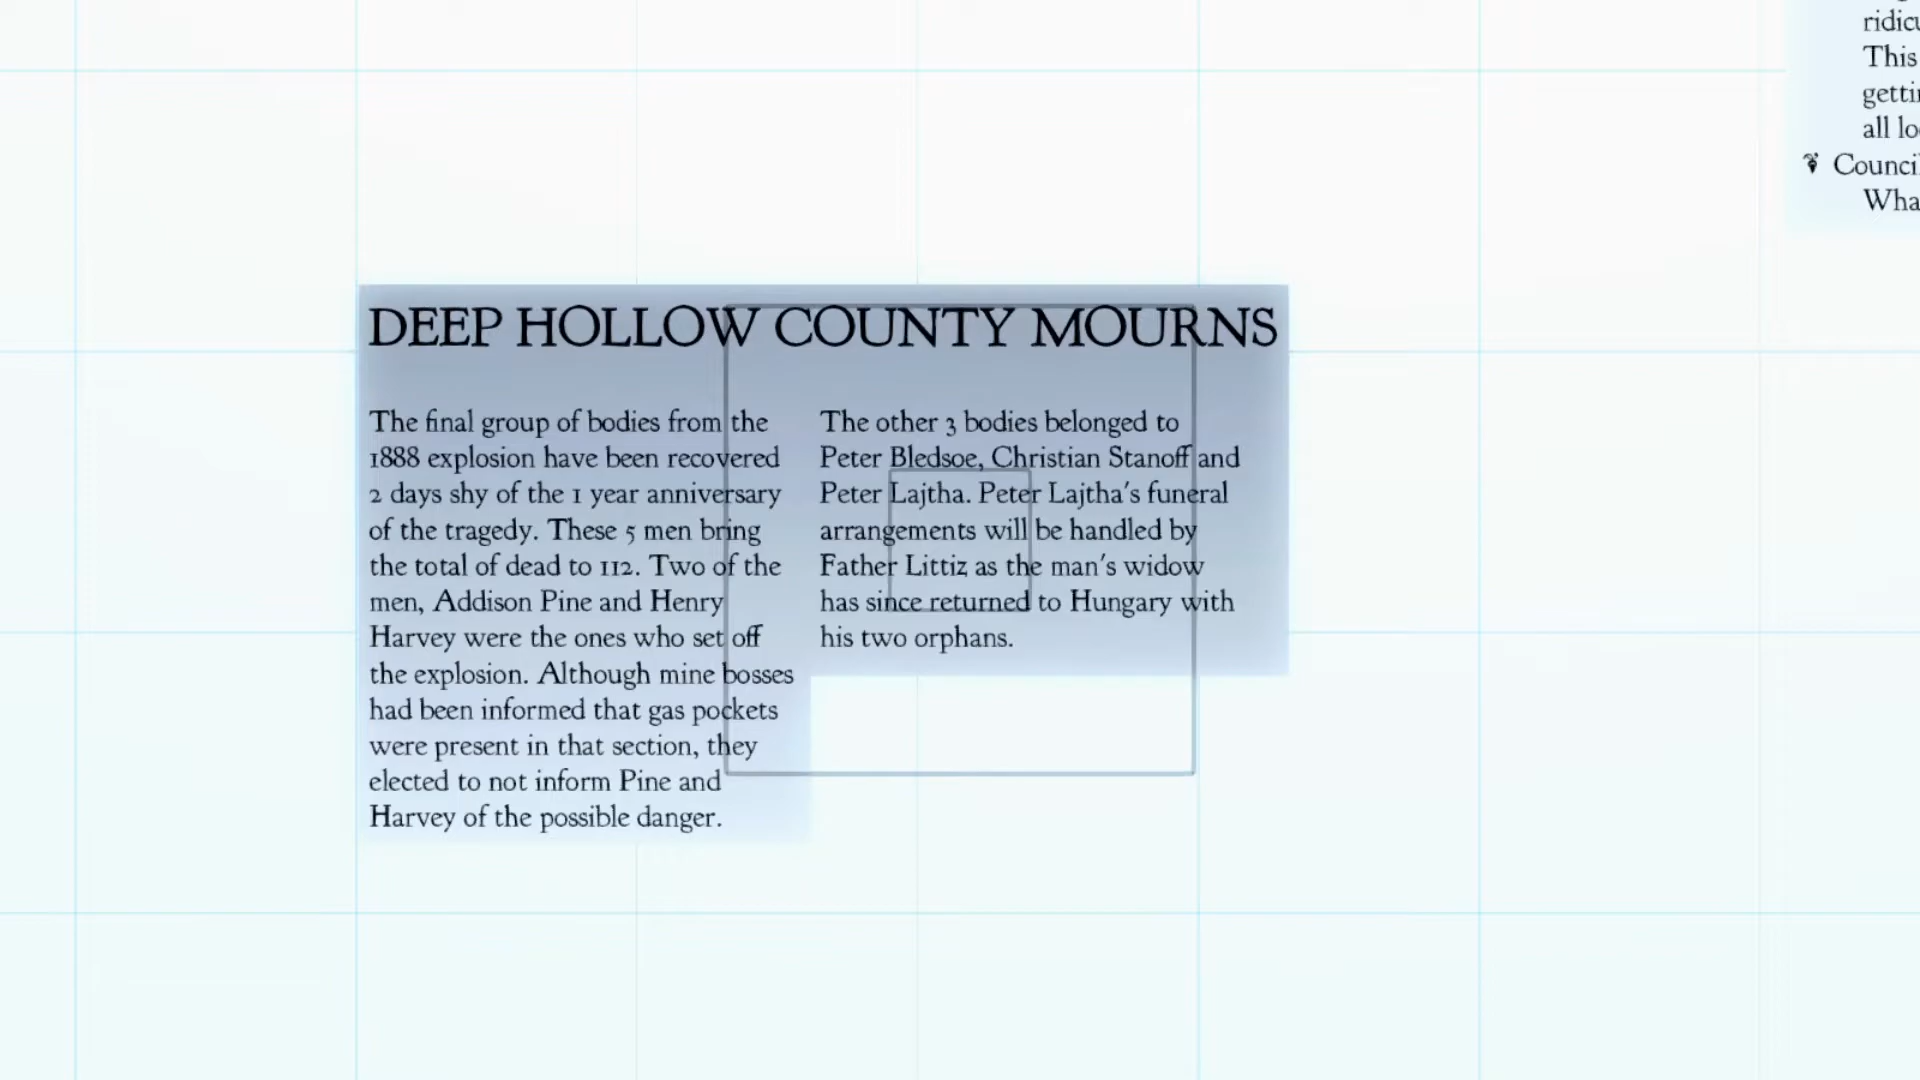 DEEP HOLLOW COUNTY MOURNS
The final group of bodies from the
1888 explosion have been recovered
2 days shy of the 1 year anniversary
of the tragedy. These 5 men bring
the total of dead to 112. Two of the
men, Addison Pine and Henry
Harvey were the ones who set off
the explosion. Although mine bosses
had been informed that gas pockets
were present in that section, they
elected to not inform Pine and
Harvey of the possible danger.
The other 3 bodies belonged to
Peter Bledsoe, Christian Stanoff and
Peter Lajtha. Peter Lajtha's funeral
arrangements will be handled by
Father Littiz as the man's widow
has since returned to Hungary with
his two orphans.
This
all